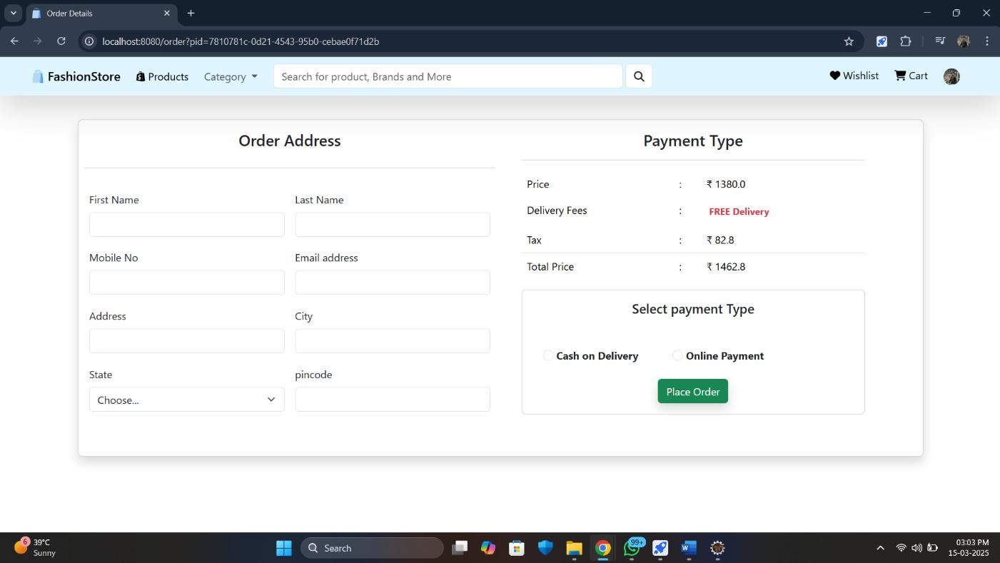 Order Details
localhost:8080/order?pid=7810781c-0d21-4543-95b0-cebae0f71d2b
FashionStore Products Category Search for product, Brands and More Wishlist Cart
Order Address
First Name Last Name
Mobile No Email address
Address City
State pincode
Choose...
Payment Type
Price : ₹ 1380.0
Delivery Fees : FREE Delivery
Tax : ₹ 82.8
Total Price : ₹ 1462.8
Select payment Type
Cash on Delivery Online Payment
Place Order
6 39°C
Sunny
Search
99+
03:03 PM
15-03-2025